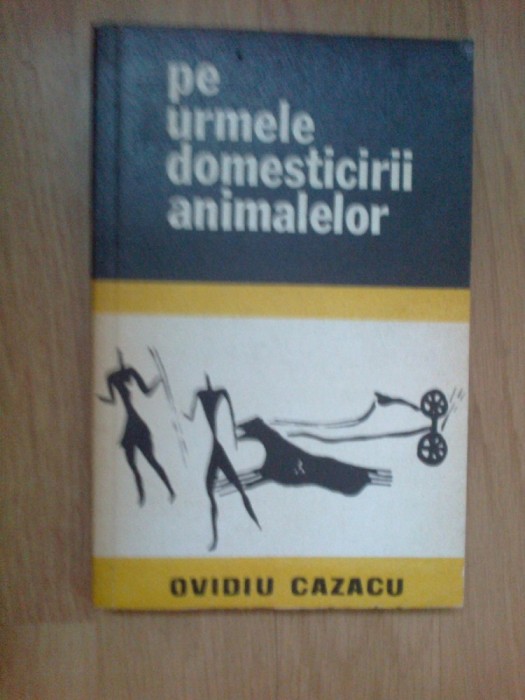 pe
urmele
domesticirii
animalelor
OVIDIU CAZACU